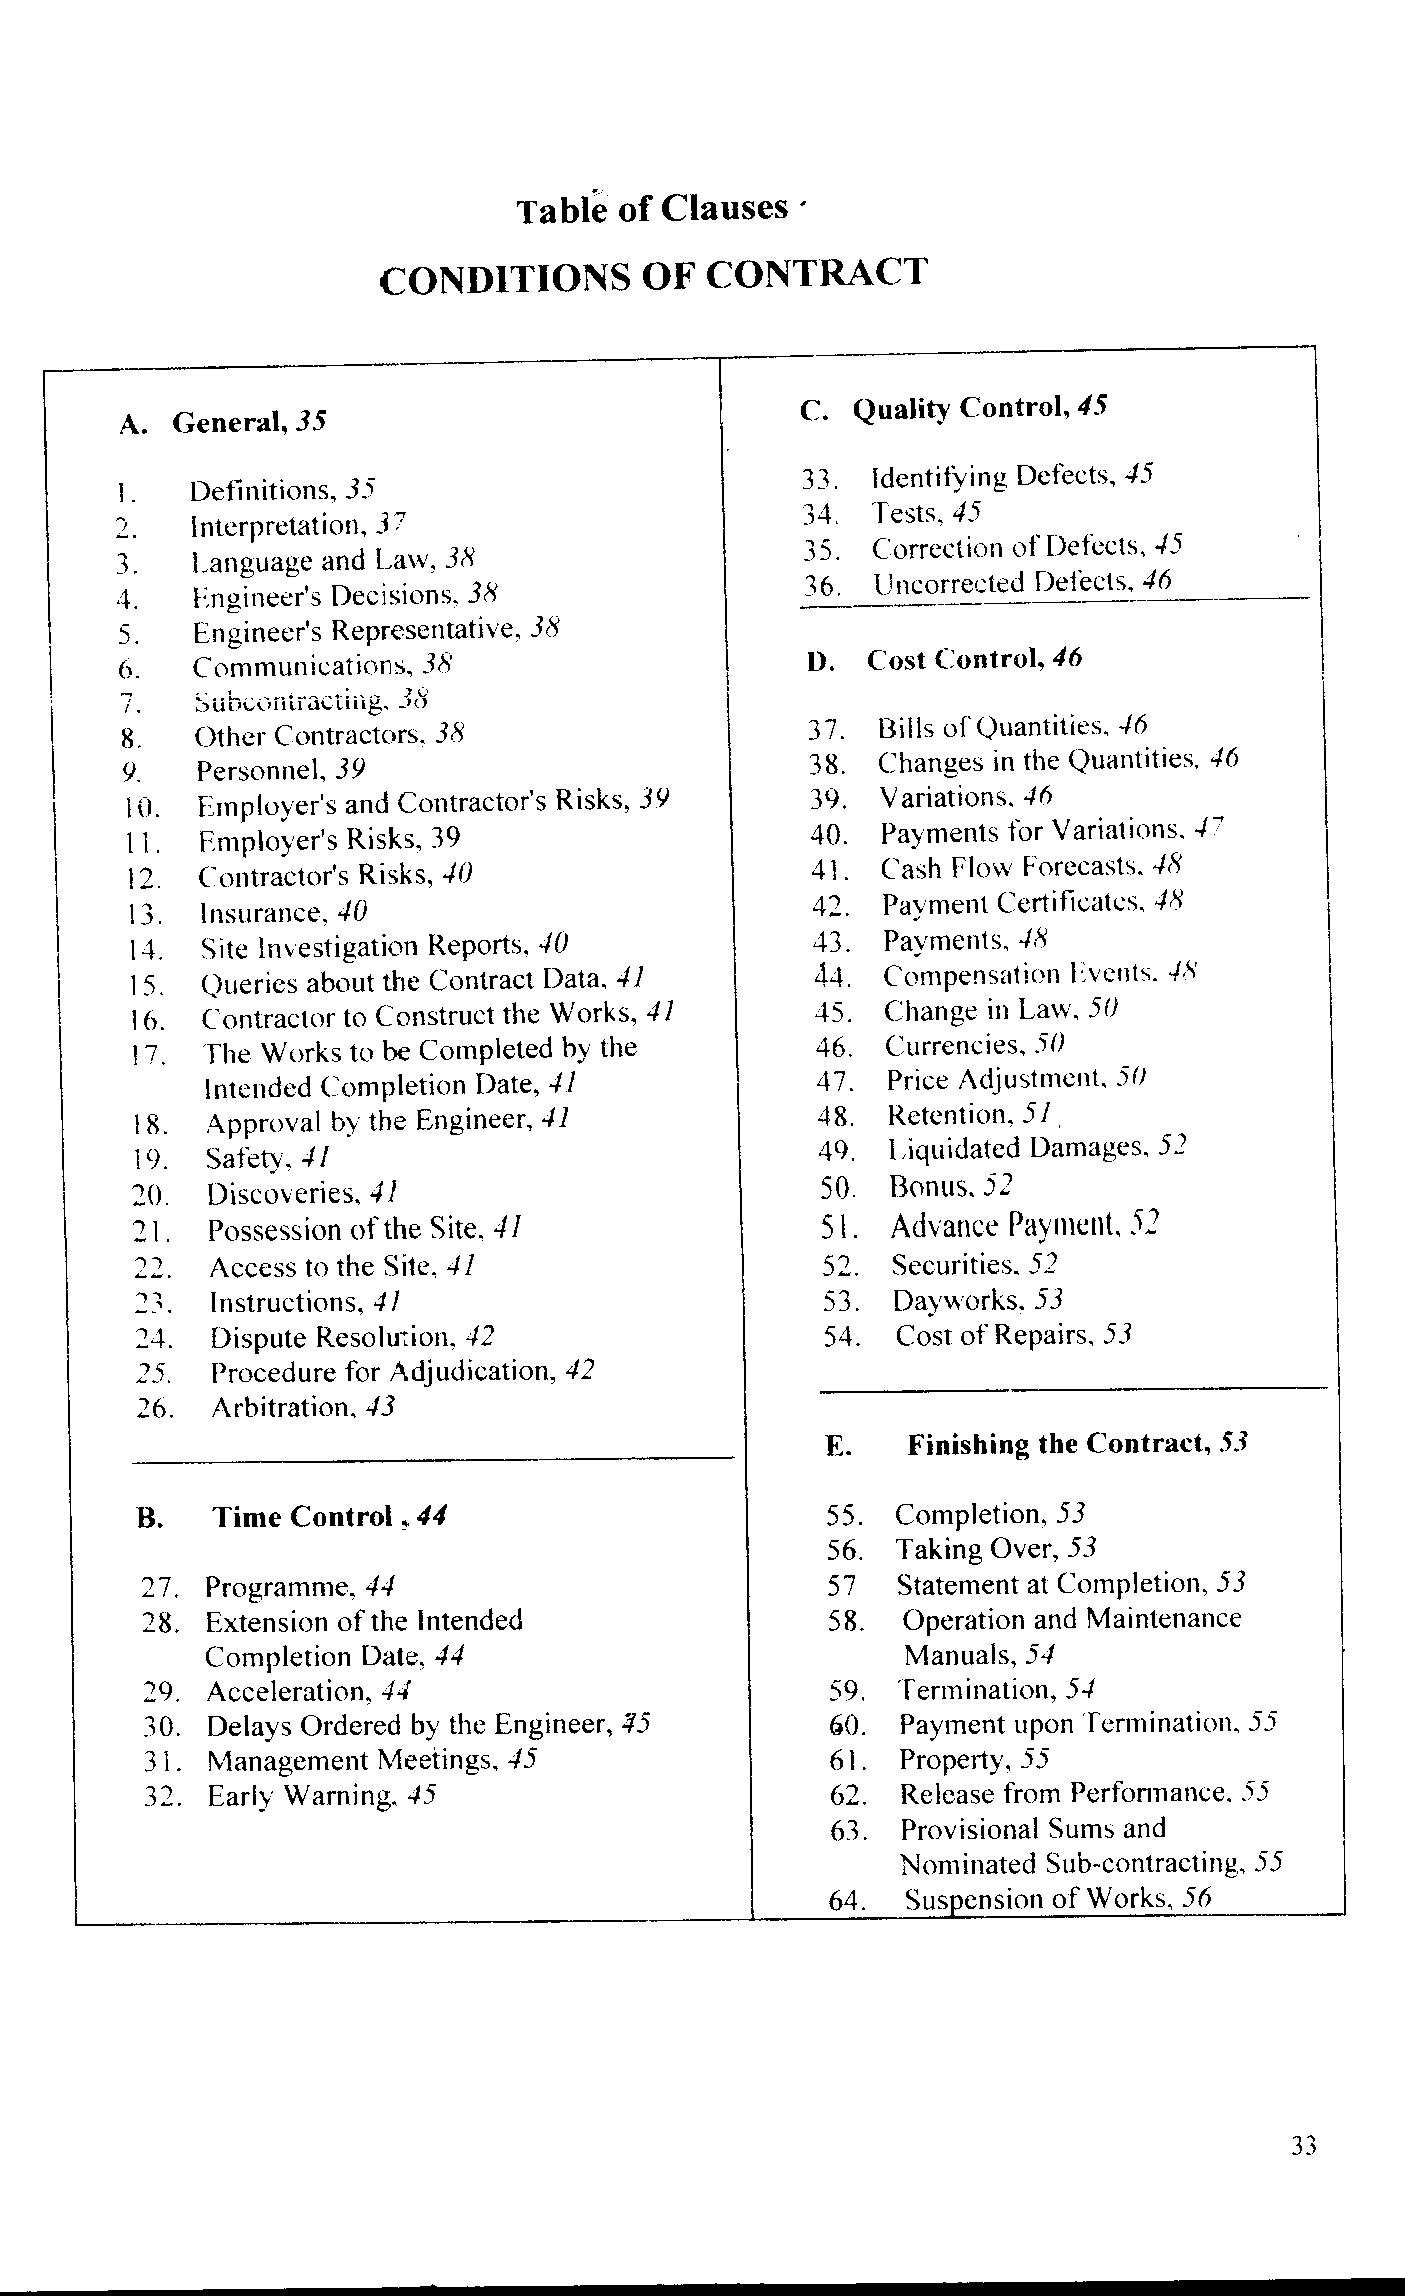 Table of Clauses
CONDITIONS OF CONTRACT
A. General, 35
1. Definitions, 35
2. Interpretation, 37
3. Language and Law, 38
4. Engineer's Decisions, 38
5. Engineer's Representative, 38
6. Communications, 38
7. Subcontracting, 38
8. Other Contractors, 38
9. Personnel, 39
10. Employer's and Contractor's Risks, 39
11. Employer's Risks, 39
12. Contractor's Risks, 40
13. Insurance, 40
14. Site Investigation Reports, 40
15. Queries about the Contract Data, 41
16. Contractor to Construct the Works, 41
17. The Works to be Completed by the
Intended Completion Date, 41
18. Approval by the Engineer, 41
19. Safety, 41
20. Discoveries, 41
21. Possession of the Site, 41
22. Access to the Site, 41
23. Instructions, 41
24. Dispute Resolution, 42
25. Procedure for Adjudication, 42
26. Arbitration, 43
B. Time Control, 44
27. Programme, 44
28. Extension of the Intended
Completion Date, 44
29. Acceleration, 44
30. Delays Ordered by the Engineer, 45
31. Management Meetings, 45
32. Early Warning, 45
C. Quality Control, 45
33. Identifying Defects, 45
34. Tests, 45
35. Correction of Defects, 45
36. Uncorrected Defects, 46
D. Cost Control, 46
37. Bills of Quantities, 46
38. Changes in the Quantities, 46
39. Variations, 46
40. Payments for Variations, 47
41. Cash Flow Forecasts, 48
42. Payment Certificates, 48
43. Payments, 48
44. Compensation Events, 48
45. Change in Law, 50
46. Currencies, 50
47. Price Adjustment, 50
48. Retention, 51
49. Liquidated Damages, 52
50. Bonus, 52
51. Advance Payment, 52
52. Securities, 52
53. Dayworks, 53
54. Cost of Repairs, 53
E. Finishing the Contract, 53
55. Completion, 53
56. Taking Over, 53
57 Statement at Completion, 53
58. Operation and Maintenance
Manuals, 54
59. Termination, 54
60. Payment upon Termination, 55
61. Property, 55
62. Release from Performance, 55
63. Provisional Sums and
Nominated Sub-contracting, 55
64. Suspension of Works, 56
33